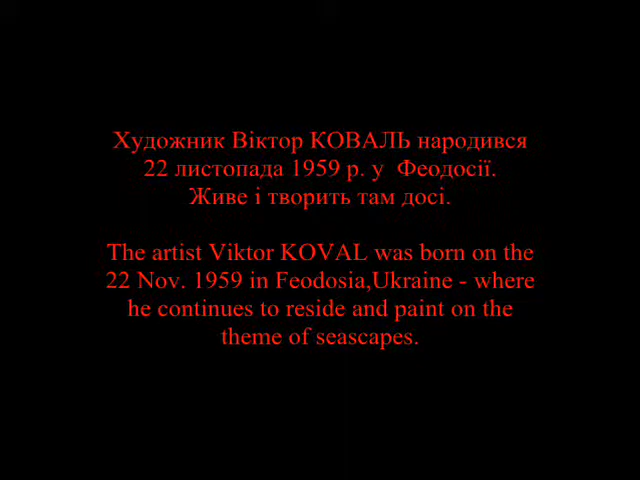 Художник Віктор КОВАЛЬ народився
22 листопада 1959 р. у  Феодосії.
Живе і творить там досі.
The artist Viktor KOVAL was born on the
22 Nov. 1959 in Feodosia,Ukraine - where
he continues to reside and paint on the
theme of seascapes.